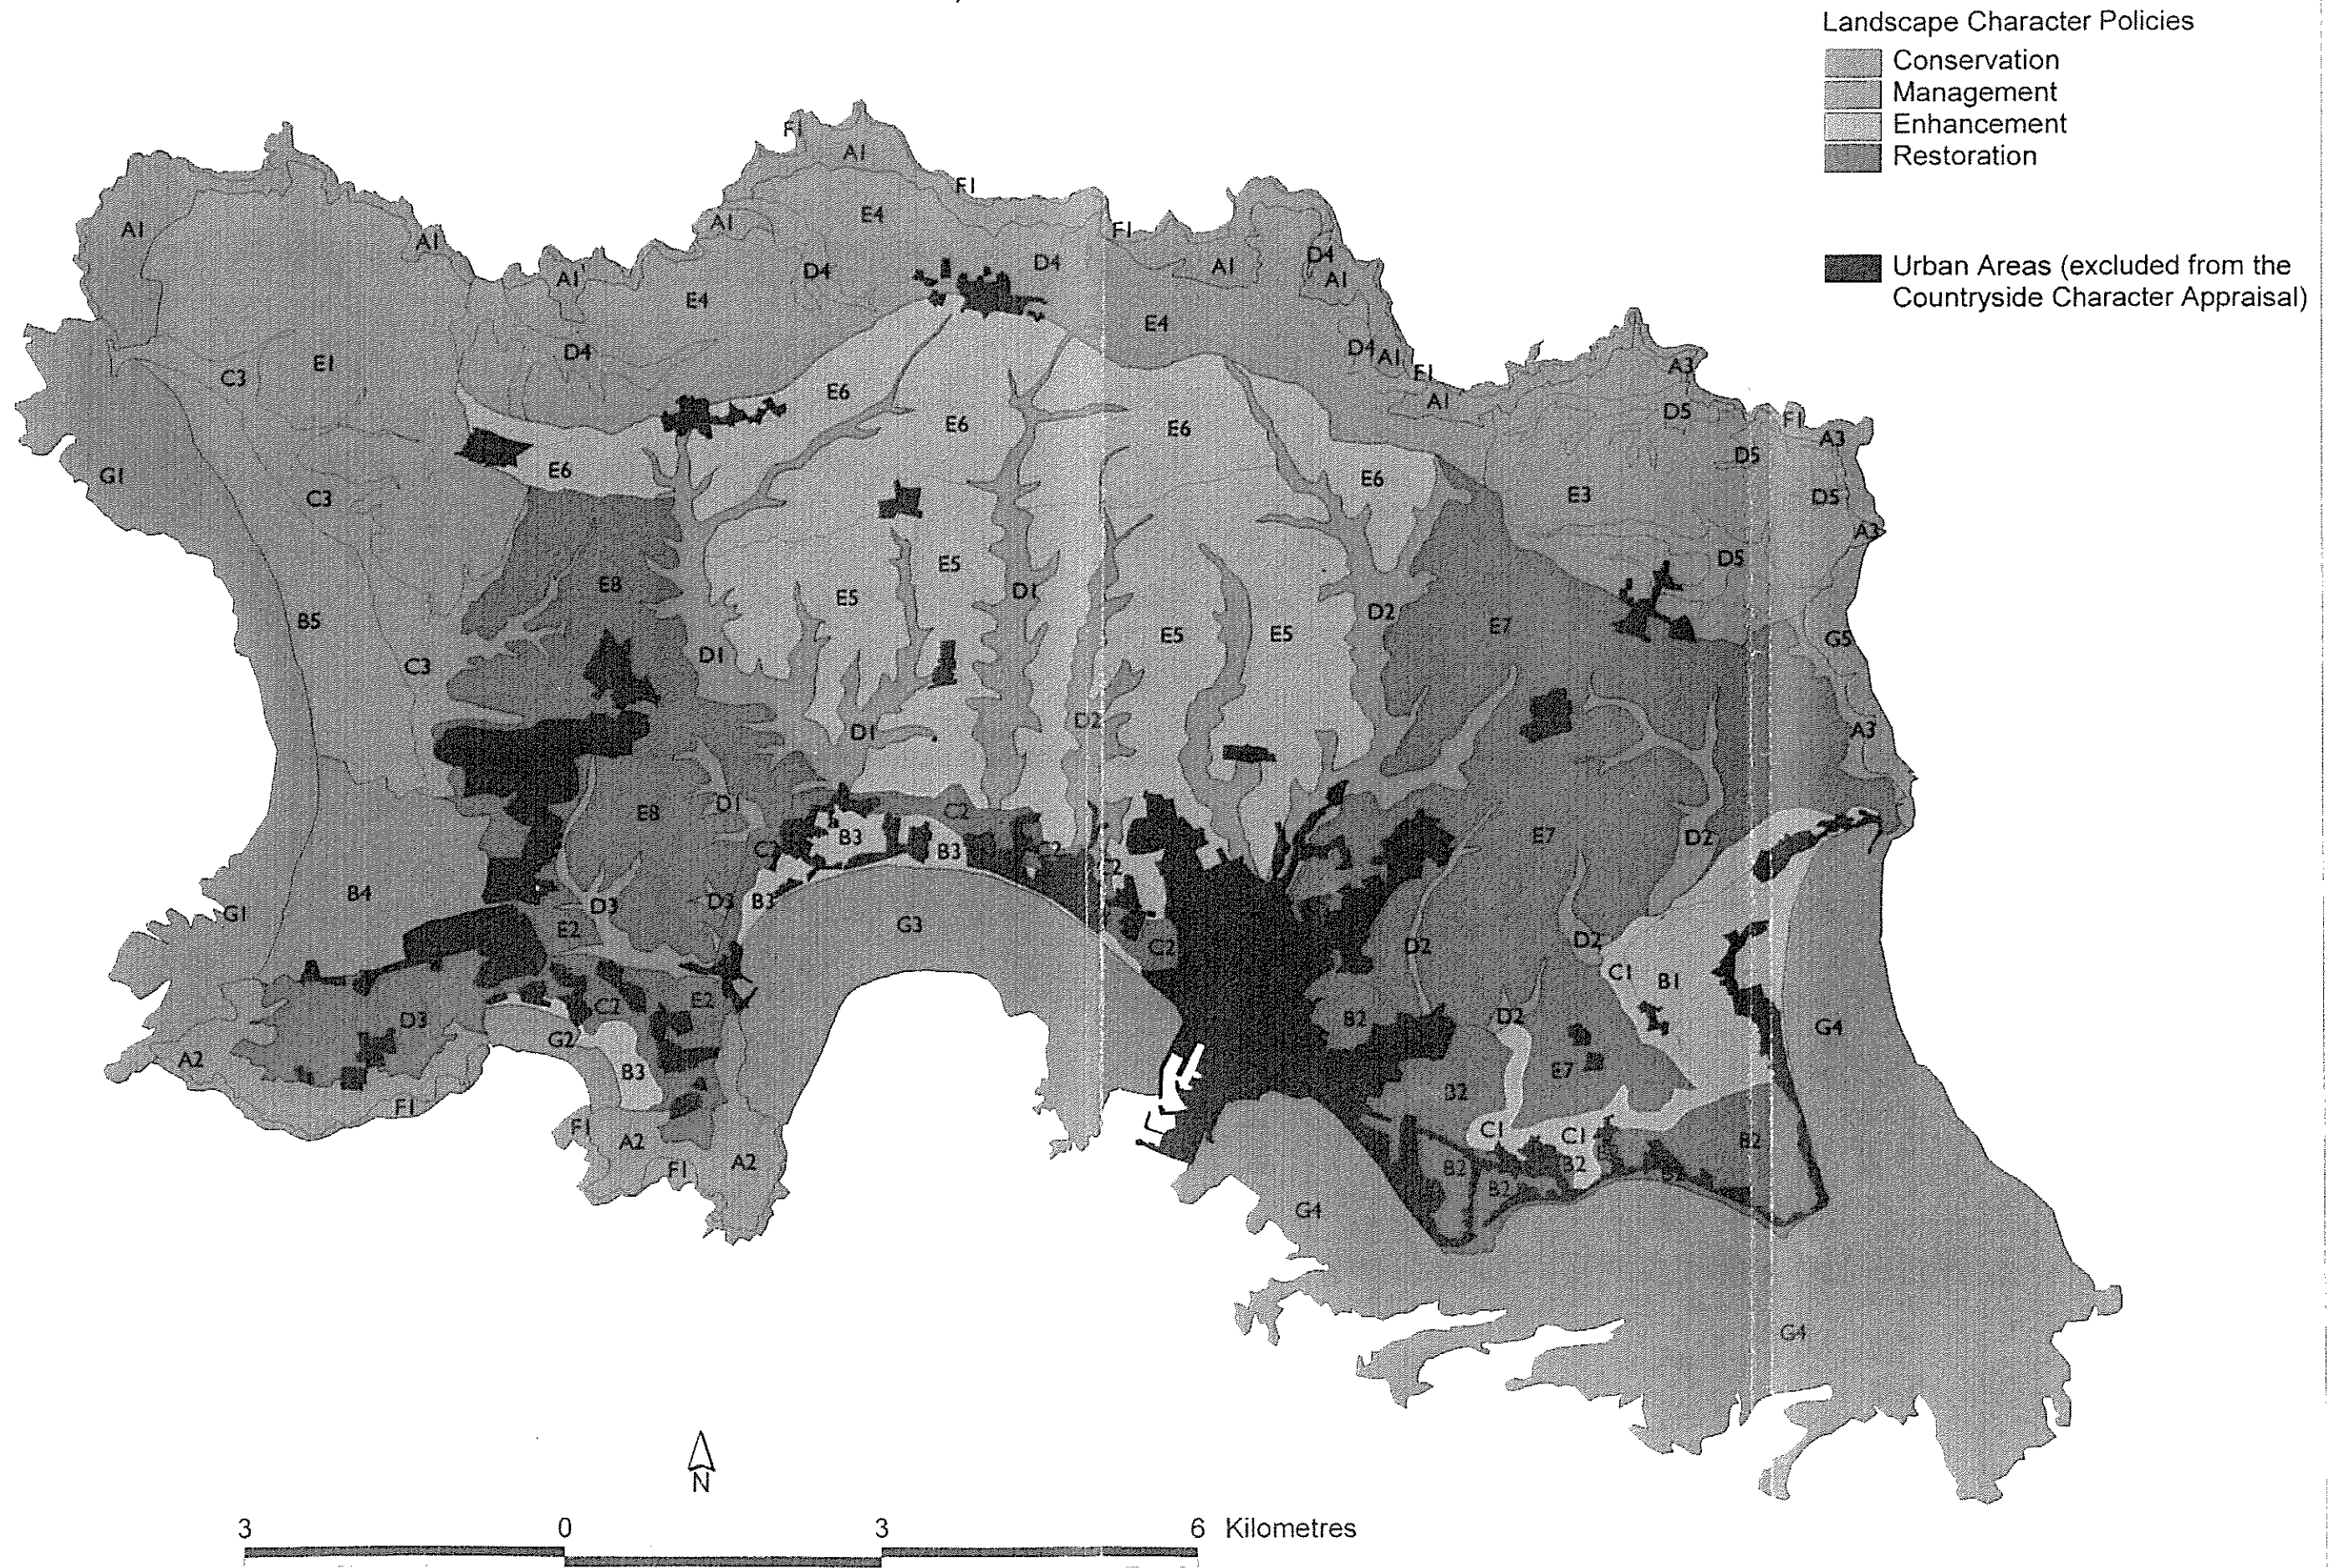 Landscape Character Policies
Conservation
Management
Enhancement
Restoration
Urban Areas (excluded from the
Countryside Character Appraisal)
F1
A1
F1
E4
A1
A1
A1
F1
A1
D4
A1
D4
D4
A1
E4
E4
D4
E1
C3
D4
A1
F1
A1
A3
E6
D5
F1
A3
E6
E6
D5
G1
E6
E6
E3
D5
C3
A3
D5
E5
E8
E5
D1
D2
B5
E5
E5
E7
G5
D1
C3
D2
D1
A3
D1
E8
C2
B3
C2
B3
C2
C2
E7
D2
B4
D3
D3
B3
G1
E2
G3
C2
D2
D2
C1
B1
E2
C2
D3
B2
D2
G4
G2
A2
B3
E7
B2
F1
F1
A2
C1
C1
B2
A2
F1
B2
B2
B2
B2
G4
G4
N
3 0 3 6 Kilometres